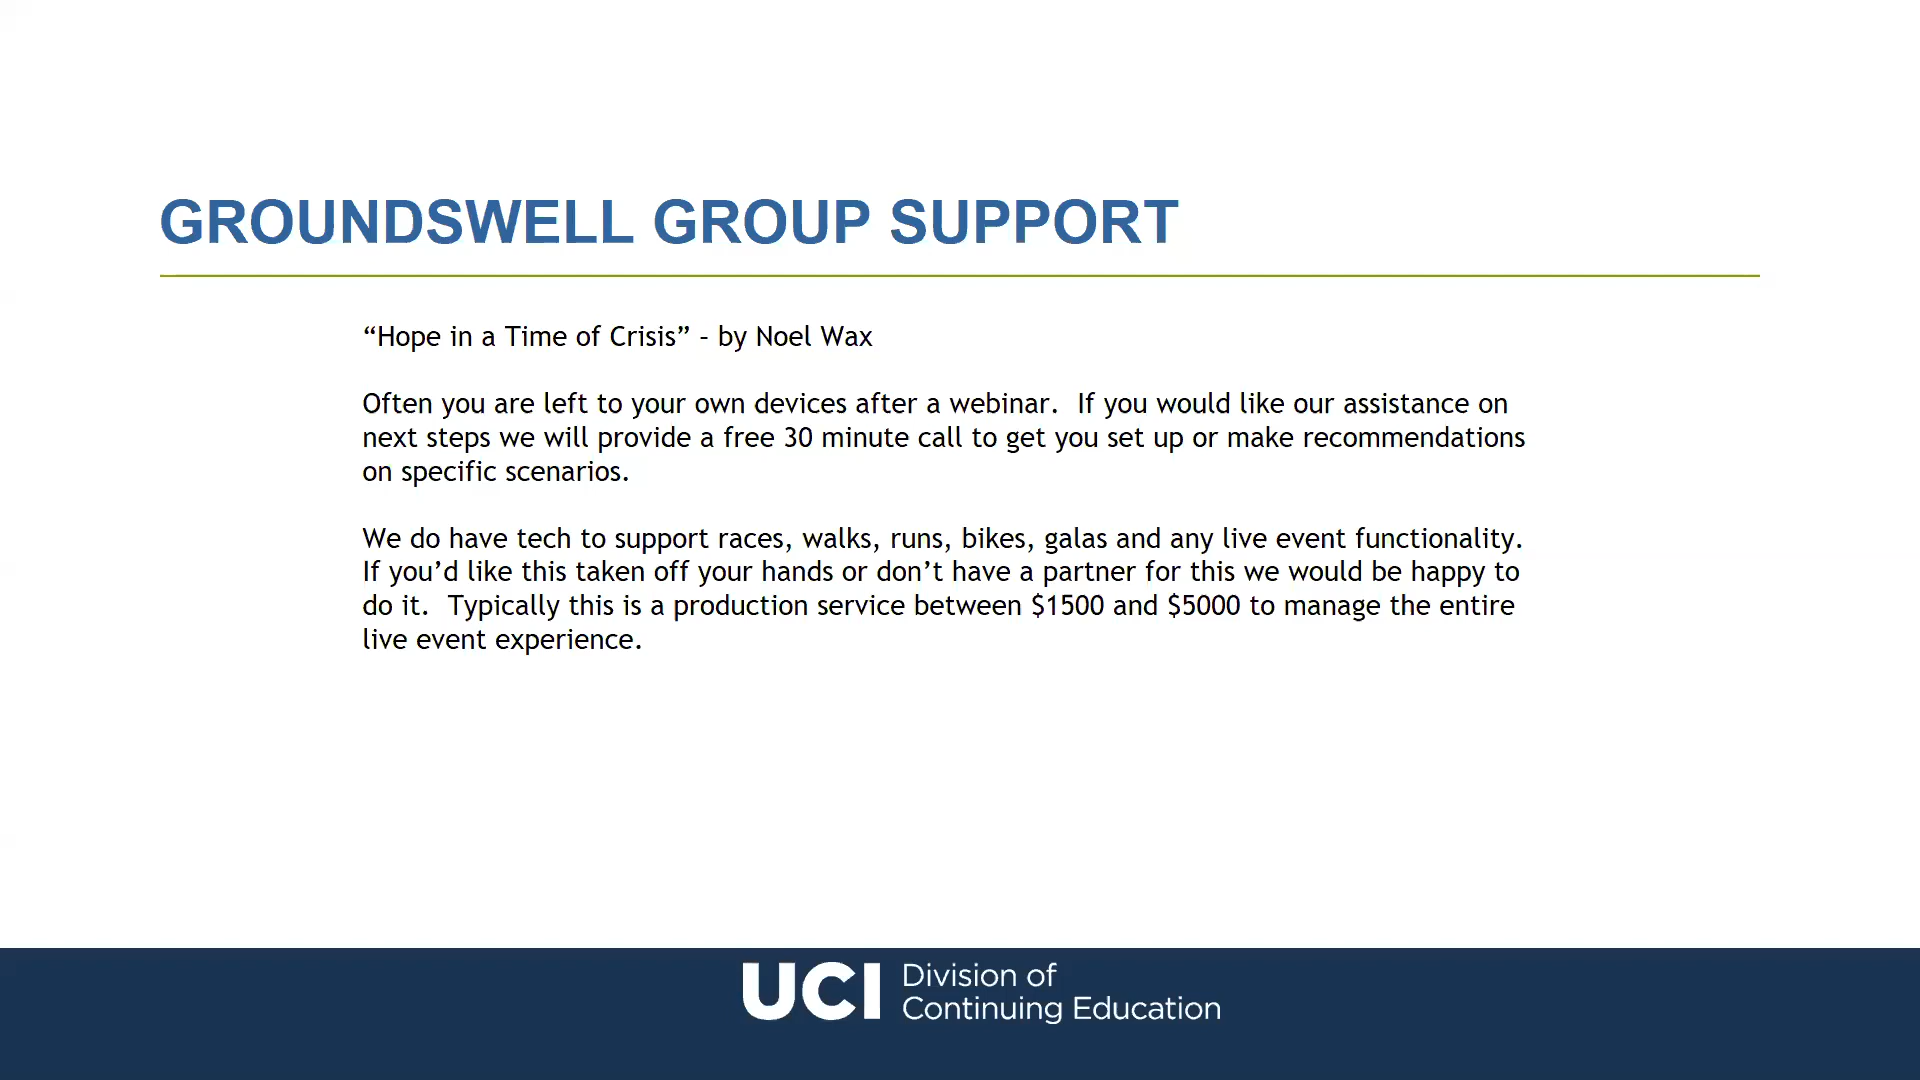 GROUNDSWELL GROUP SUPPORT
“Hope in a Time of Crisis” - by Noel Wax
Often you are left to your own devices after a webinar.  If you would like our assistance on
next steps we will provide a free 30 minute call to get you set up or make recommendations
on specific scenarios.
We do have tech to support races, walks, runs, bikes, galas and any live event functionality.
If you’d like this taken off your hands or don’t have a partner for this we would be happy to
do it.  Typically this is a production service between $1500 and $5000 to manage the entire
live event experience.
UCI Division of
Continuing Education